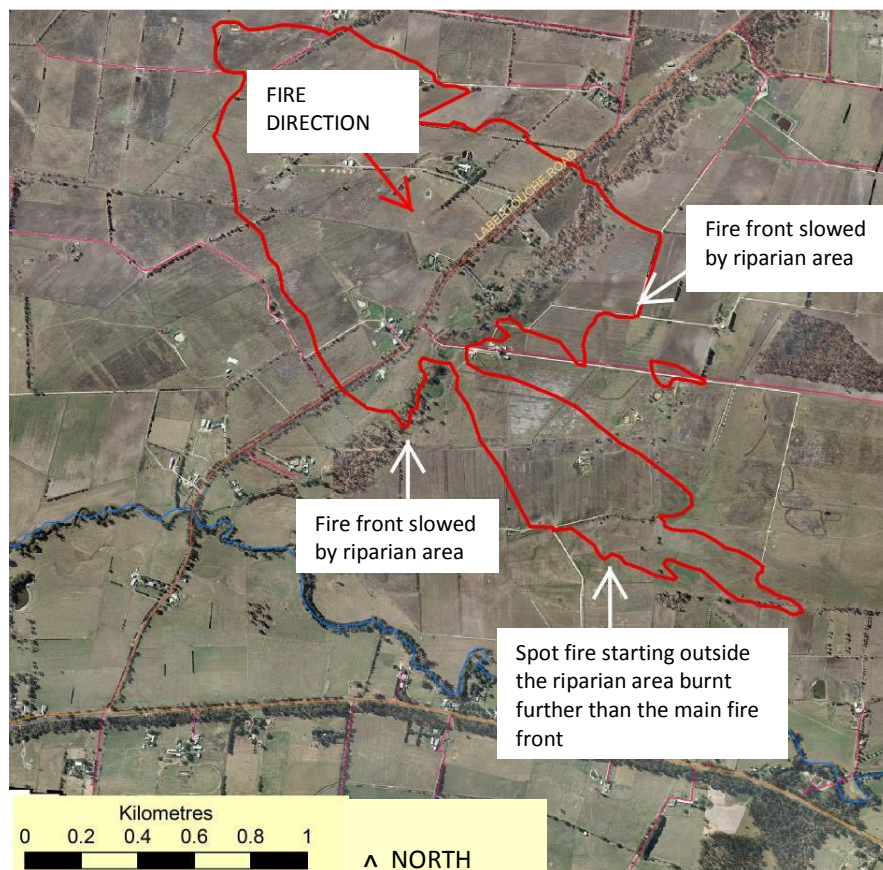 FIRE
DIRECTION
LABERTOUCHE ROAD
Fire front slowed
by riparian area
Fire front slowed
by riparian area
Spot fire starting outside
the riparian area burnt
further than the main fire
front
Kilometres
0 0.2 0.4 0.6 0.8 1
^ NORTH